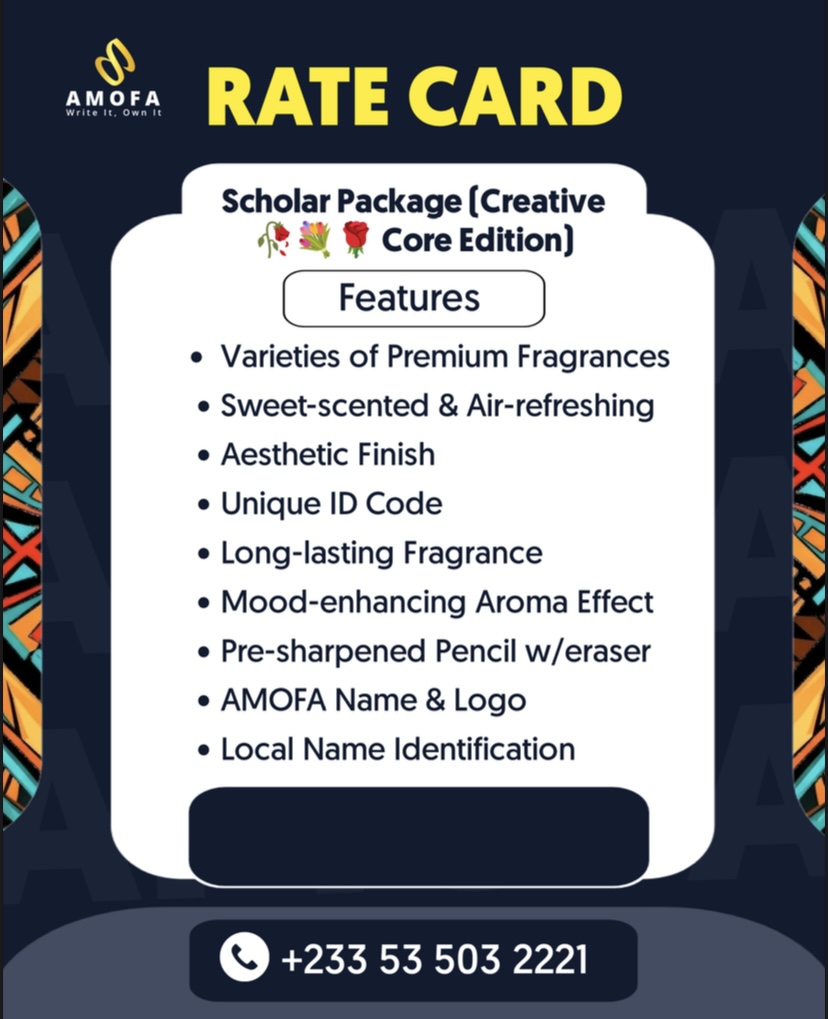 AMOFA
Write It, Own It
RATE CARD
Scholar Package (Creative
🥀💐🌹 Core Edition)
Features
• Varieties of Premium Fragrances
• Sweet-scented & Air-refreshing
• Aesthetic Finish
• Unique ID Code
• Long-lasting Fragrance
• Mood-enhancing Aroma Effect
• Pre-sharpened Pencil w/eraser
• AMOFA Name & Logo
• Local Name Identification
+233 53 503 2221